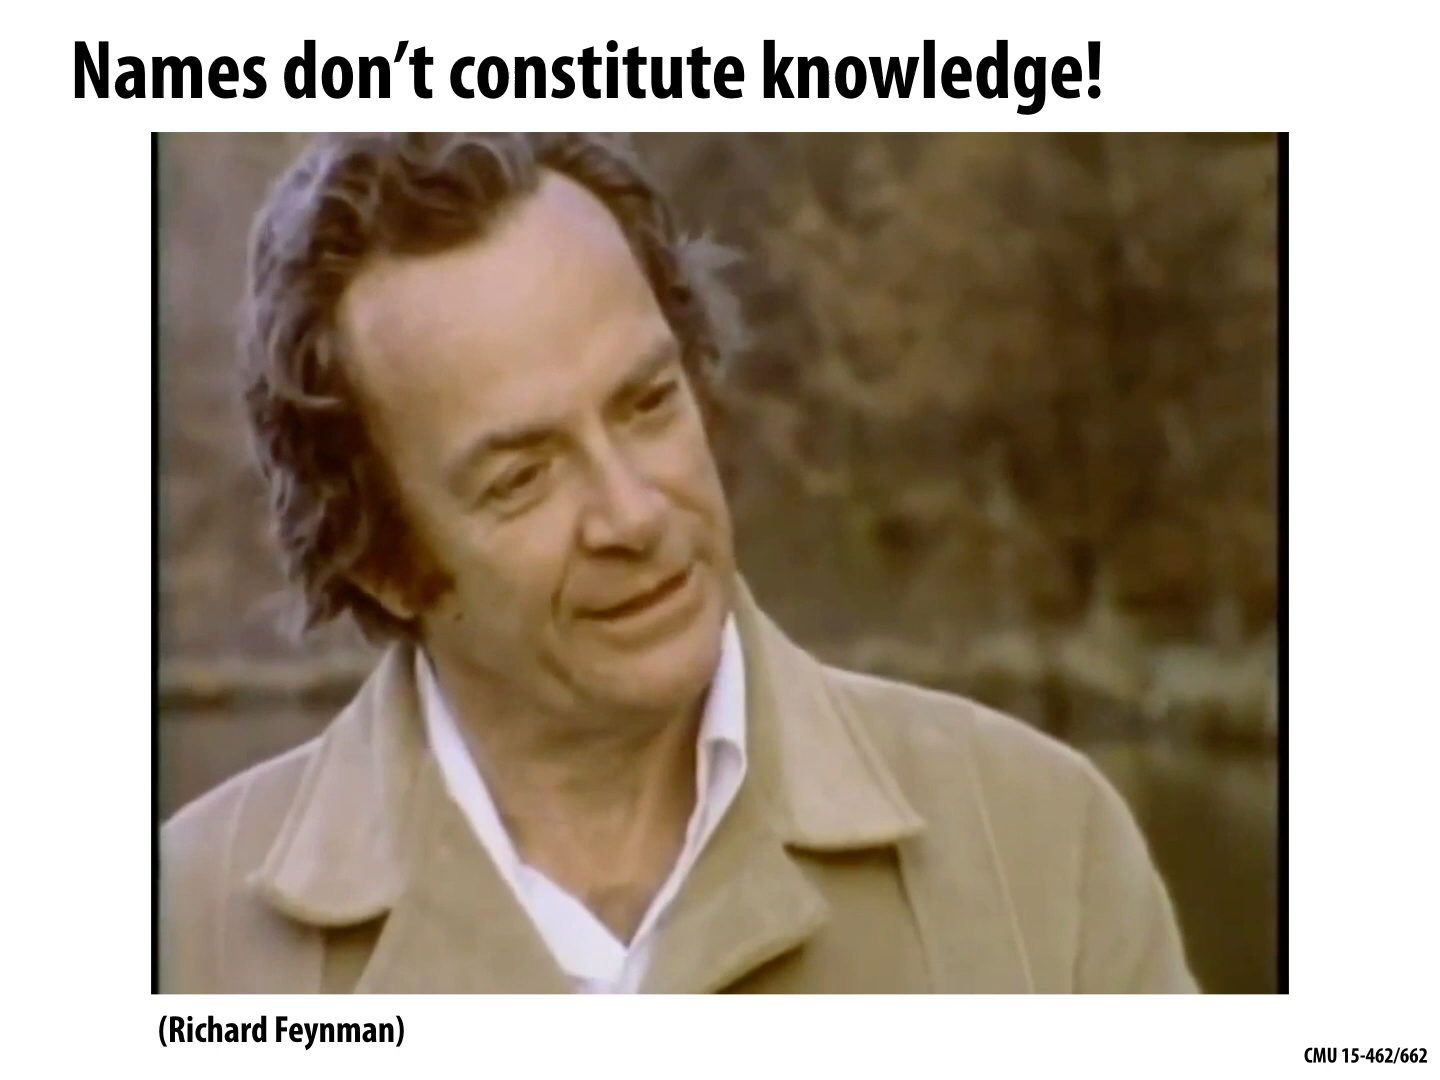 Names don’t constitute knowledge!
(Richard Feynman)
CMU 15-462/662